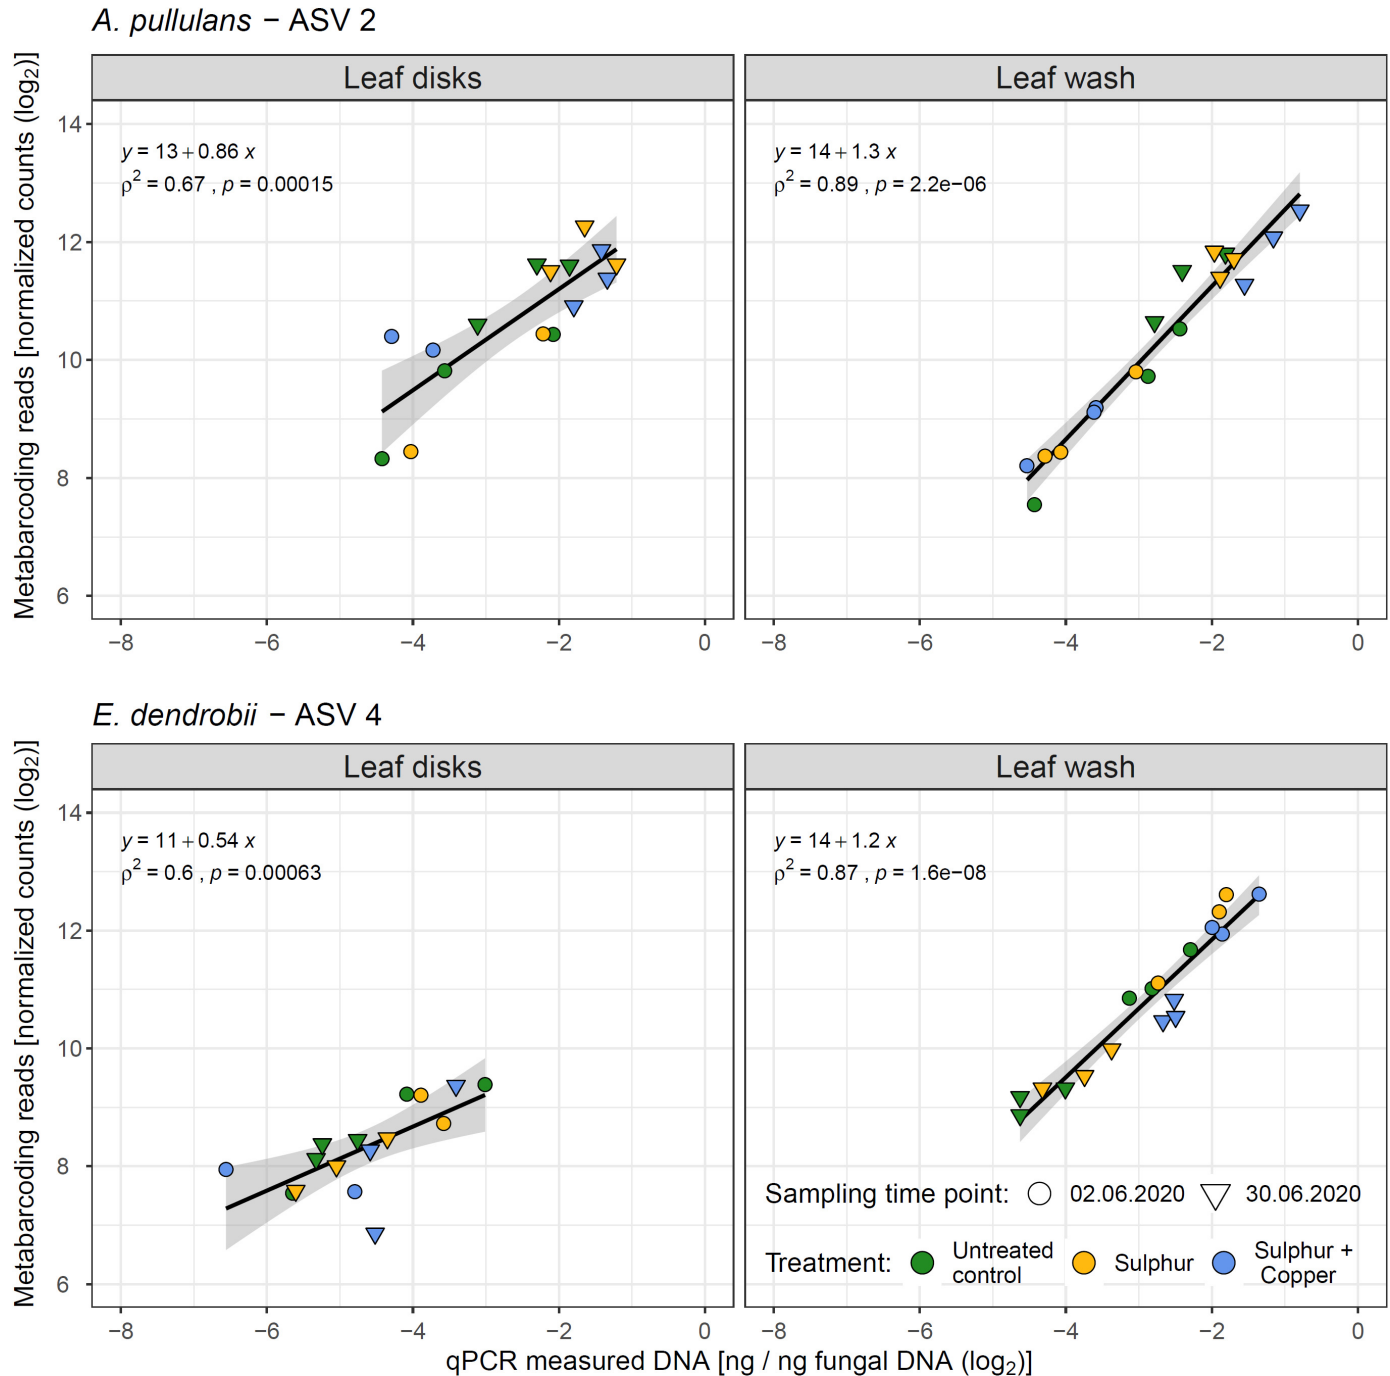 A. pullulans − ASV 2
Metabarcoding reads [normalized counts (log2)]
Leaf disks
Leaf wash
14
12
10
8
6
y = 13 + 0.86 x
ρ2 = 0.67 , p = 0.00015
y = 14 + 1.3 x
ρ2 = 0.89 , p = 2.2e−06
−8 −6 −4 −2 0
−8 −6 −4 −2 0
E. dendrobii − ASV 4
Metabarcoding reads [normalized counts (log2)]
Leaf disks
Leaf wash
14
12
10
8
6
y = 11 + 0.54 x
ρ2 = 0.6 , p = 0.00063
y = 14 + 1.2 x
ρ2 = 0.87 , p = 1.6e−08
Sampling time point: 02.06.2020 30.06.2020
Treatment: Untreated control Sulphur Sulphur + Copper
−8 −6 −4 −2 0
−8 −6 −4 −2 0
qPCR measured DNA [ng / ng fungal DNA (log2)]